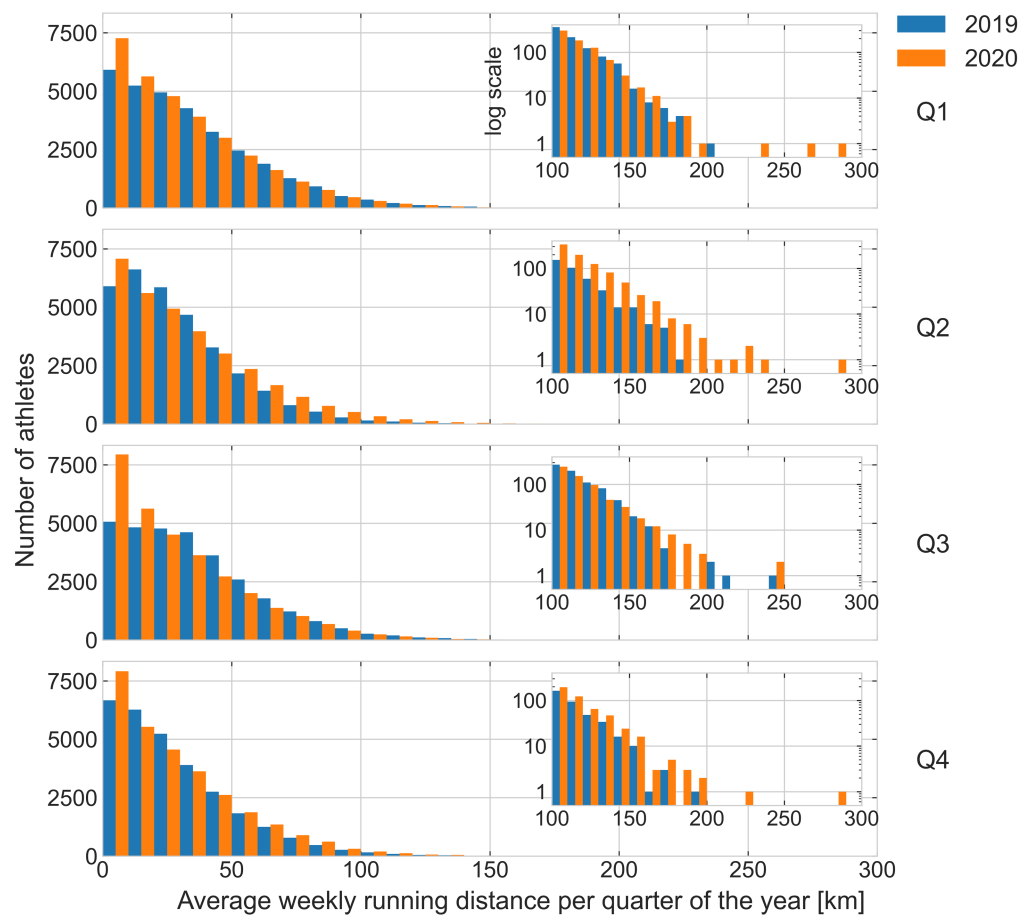 2019
2020
7500
5000
2500
0
log scale
100
10
1
100 150 200 250 300
Q1
7500
5000
2500
0
100
10
1
100 150 200 250 300
Q2
7500
5000
2500
0
100
10
1
100 150 200 250 300
Q3
7500
5000
2500
0
100
10
1
100 150 200 250 300
Q4
0 50 100 150 200 250 300
Number of athletes
Average weekly running distance per quarter of the year [km]